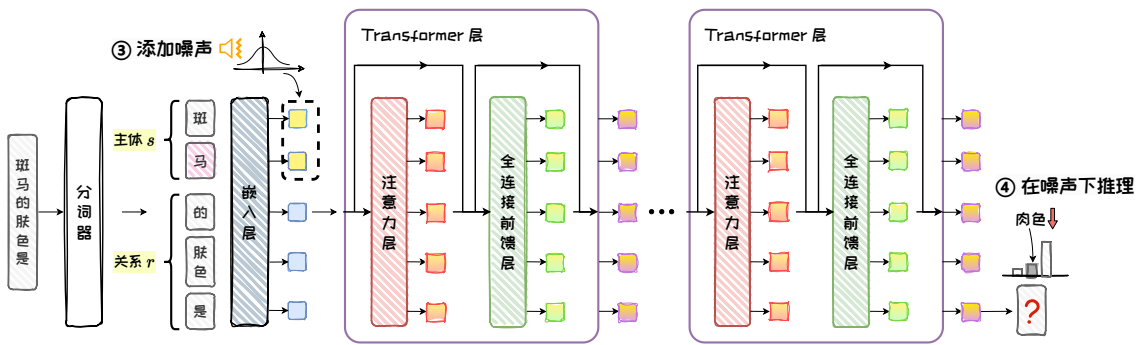 ③ 添加噪声
Transformer 层
Transformer 层
斑马的肤色是
分词器
主体 s
关系 r
斑
马
的
肤色
是
嵌入层
注意力层
全连接前馈层
注意力层
全连接前馈层
④ 在噪声下推理
肉色
?